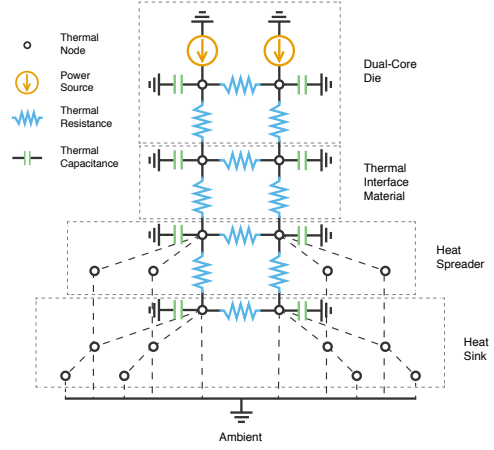 Thermal
Node
Power
Source
Thermal
Resistance
Thermal
Capacitance
Dual-Core
Die
Thermal
Interface
Material
Heat
Spreader
Heat
Sink
Ambient